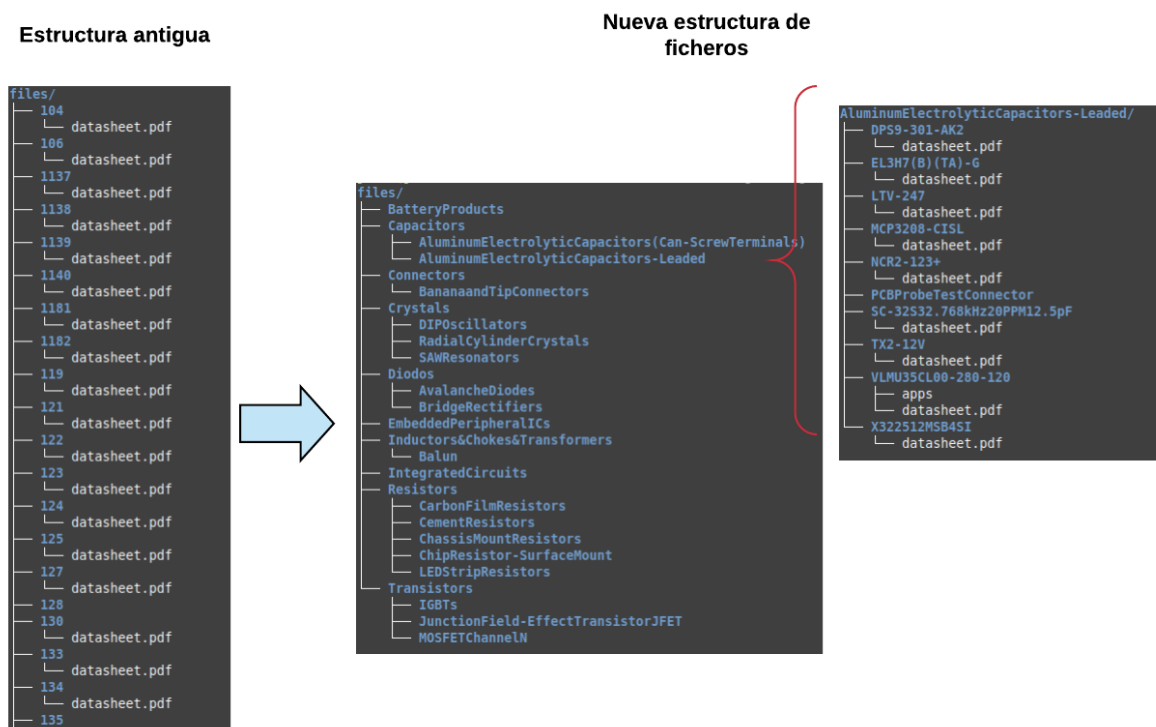 Estructura antigua
files/
104
datasheet.pdf
106
datasheet.pdf
1137
datasheet.pdf
1138
datasheet.pdf
1139
datasheet.pdf
1140
datasheet.pdf
1181
datasheet.pdf
1182
datasheet.pdf
119
datasheet.pdf
121
datasheet.pdf
122
datasheet.pdf
123
datasheet.pdf
124
datasheet.pdf
125
datasheet.pdf
127
datasheet.pdf
128
130
datasheet.pdf
133
datasheet.pdf
134
datasheet.pdf
135
Nueva estructura de
ficheros
files/
BatteryProducts
Capacitors
AluminumElectrolyticCapacitors(Can-ScrewTerminals)
AluminumElectrolyticCapacitors-Leaded
Connectors
BananaandTipConnectors
Crystals
DIPOscillators
RadialCylinderCrystals
SAWResonators
Diodos
AvalancheDiodes
BridgeRectifiers
EmbeddedPeripheralICs
Inductors&Chokes&Transformers
Balun
IntegratedCircuits
Resistors
CarbonFilmResistors
CementResistors
ChassisMountResistors
ChipResistor-SurfaceMount
LEDStripResistors
Transistors
IGBTs
JunctionField-EffectTransistorJFET
MOSFETChannelN
AluminumElectrolyticCapacitors-Leaded/
DPS9-301-AK2
datasheet.pdf
EL3H7(B)(TA)-G
datasheet.pdf
LTV-247
datasheet.pdf
MCP3208-CISL
datasheet.pdf
NCR2-123+
datasheet.pdf
PCBProbeTestConnector
SC-32S32.768kHz20PPM12.5pF
datasheet.pdf
TX2-12V
datasheet.pdf
VLMU35CL00-280-120
apps
datasheet.pdf
X322512MSB4SI
datasheet.pdf